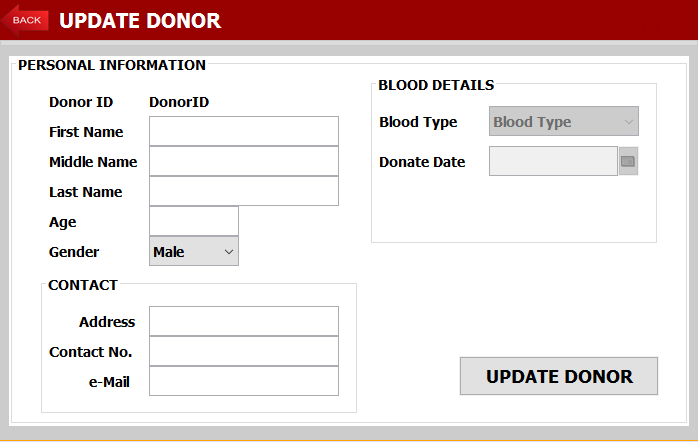 BACK UPDATE DONOR
PERSONAL INFORMATION
Donor ID DonorID
First Name
Middle Name
Last Name
Age
Gender Male
CONTACT
Address
Contact No.
e-Mail
BLOOD DETAILS
Blood Type Blood Type
Donate Date
UPDATE DONOR